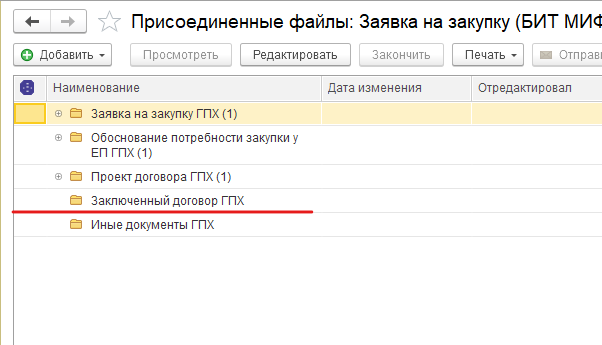 Присоединенные файлы: Заявка на закупку (БИТ МИФ
Добавить Просмотреть Редактировать Закончить Печать Отправи
Наименование Дата изменения Отредактировал
Заявка на закупку ГПХ (1)
Обоснование потребности закупки у
ЕП ГПХ (1)
Проект договора ГПХ (1)
Заключенный договор ГПХ
Иные документы ГПХ